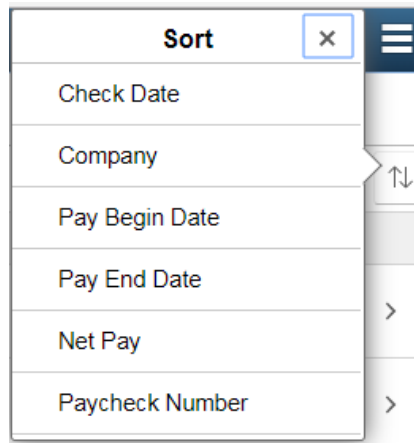 Sort
Check Date
Company
Pay Begin Date
Pay End Date
Net Pay
Paycheck Number